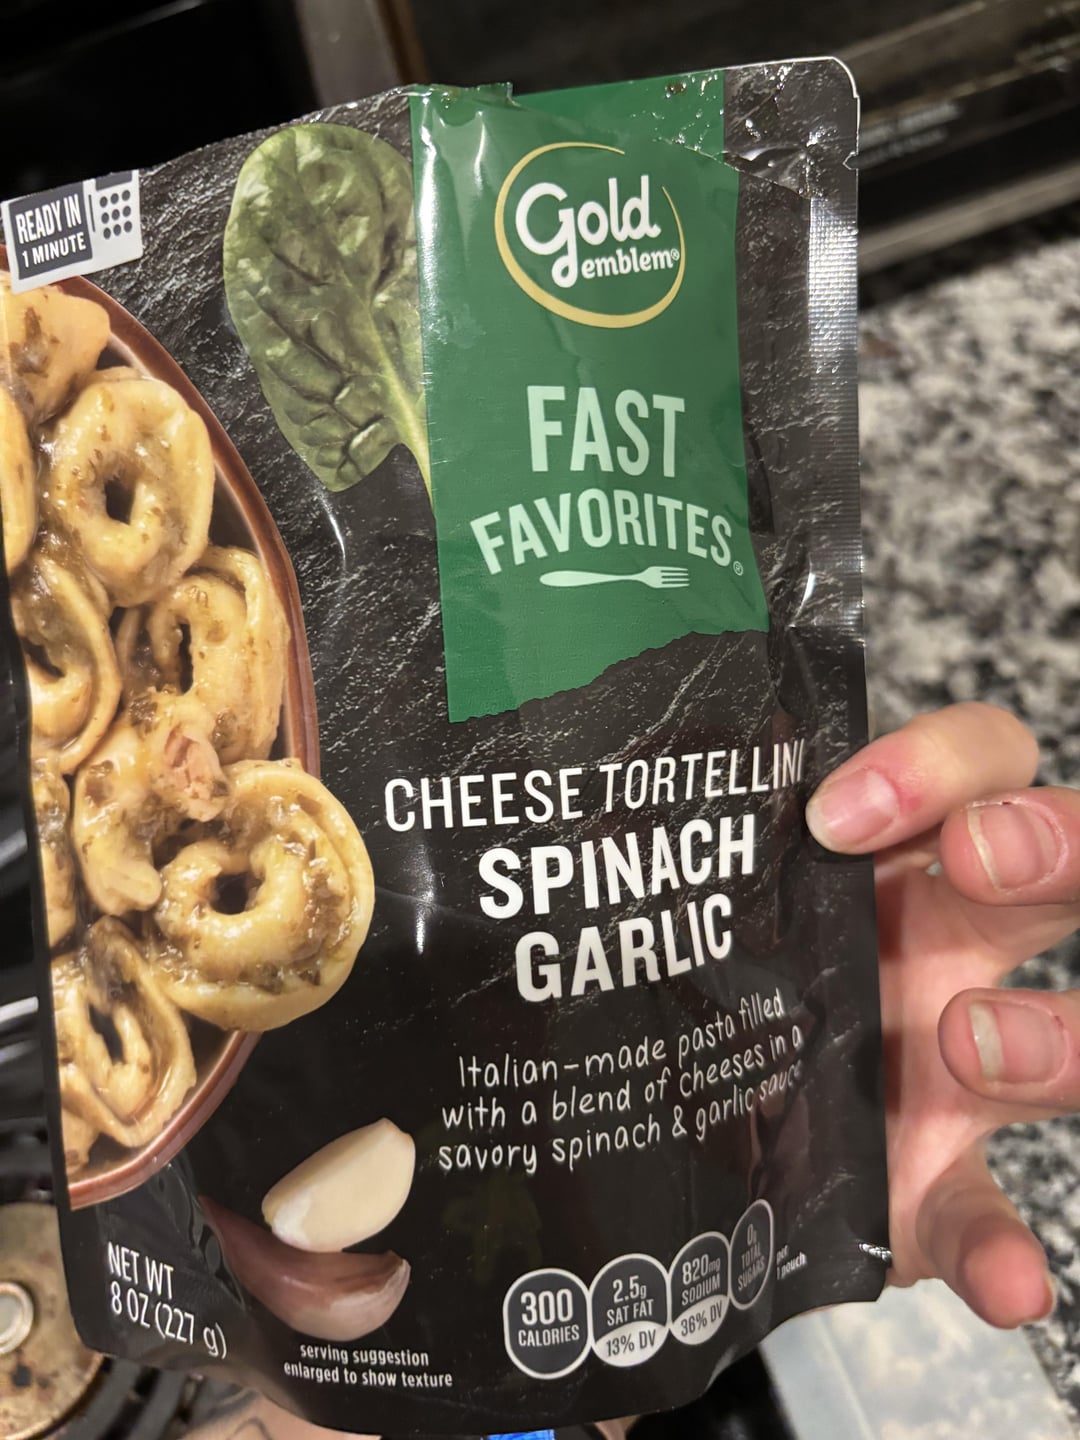 READY IN
1 MINUTE
Gold
emblem®
FAST
FAVORITES®
CHEESE TORTELLINI
SPINACH
GARLIC
Italian-made pasta filled
with a blend of cheeses in a
savory spinach & garlic sauce
NET WT
8 OZ (227 g)
serving suggestion
enlarged to show texture
300
CALORIES
2.5g
SAT FAT
13% DV
820mg
SODIUM
36% DV
0g
TOTAL
SUGARS
per
1 pouch